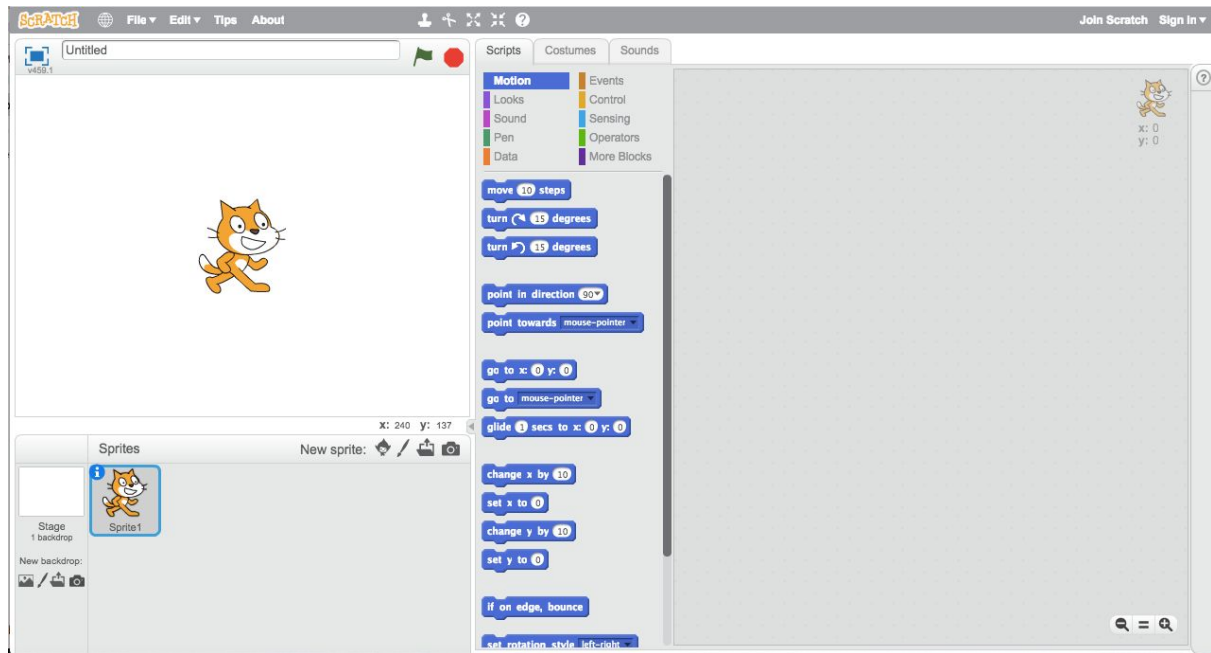 SCRATCH File Edit Tips About Join Scratch Sign in
v459.1 Untitled
Scripts Costumes Sounds
Motion Events
Looks Control
Sound Sensing
Pen Operators
Data More Blocks
x: 0
y: 0
move 10 steps
turn 15 degrees
turn 15 degrees
point in direction 90
point towards mouse-pointer
go to x: 0 y: 0
go to mouse-pointer
glide 1 secs to x: 0 y: 0
change x by 10
set x to 0
change y by 10
set y to 0
if on edge, bounce
set rotation style left-right
X: 240 Y: 137
Sprites New sprite:
Stage
1 backdrop
Sprite1
New backdrop: